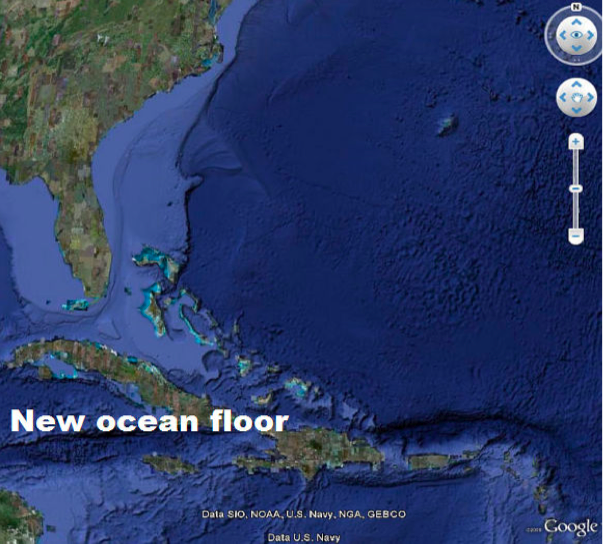 N
New ocean floor
Data SIO, NOAA, U.S. Navy, NGA, GEBCO
Google
Data U.S. Navy